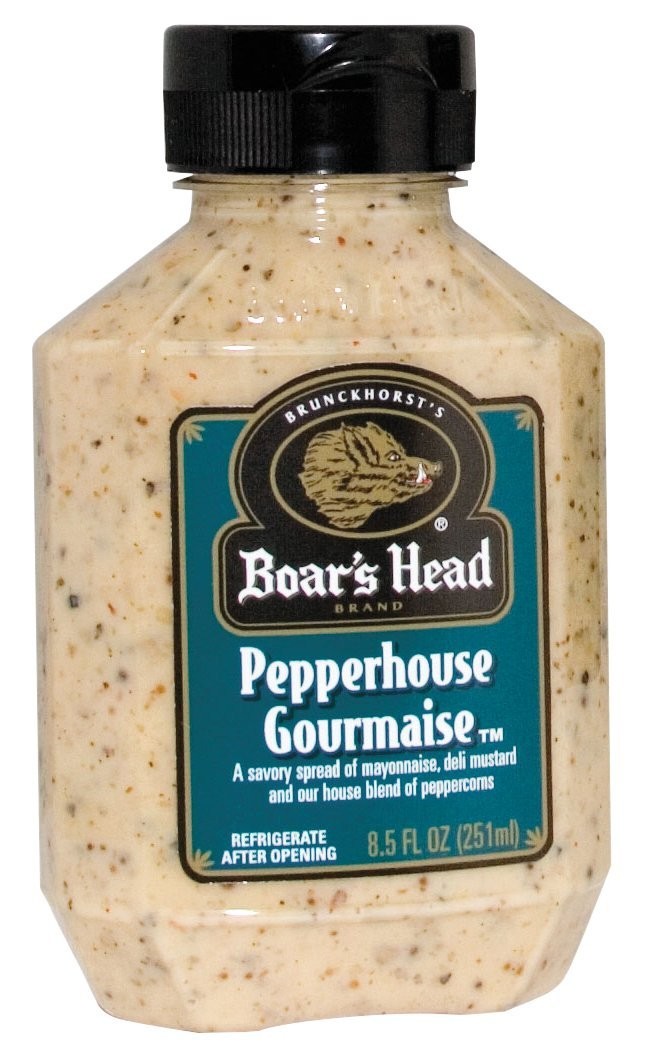 BRUNCKHORST'S
®
Boar's Head
BRAND
Pepperhouse
Gourmaise™
A savory spread of mayonnaise, deli mustard
and our house blend of peppercorns
REFRIGERATE
AFTER OPENING
8.5 FL OZ (251ml)